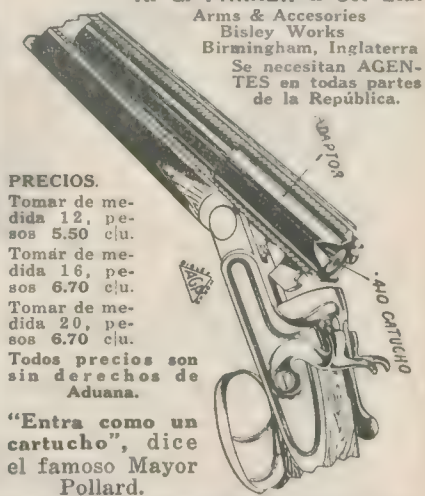 Arms & Accesories
Bisley Works
Birmingham, Inglaterra
Se necesitan AGEN-
TES en todas partes
de la República.
ADAPTOR
PRECIOS.
Tomar de me-
dida 12, pe-
sos 5.50 c|u.
Tomar de me-
dida 16, pe-
sos 6.70 c|u.
Tomar de me-
dida 20, pe-
sos 6.70 c|u.
Todos precios son
sin derechos de
Aduana.
.410 CATUCHO
"Entra como un
cartucho", dice
el famoso Mayor
Pollard.